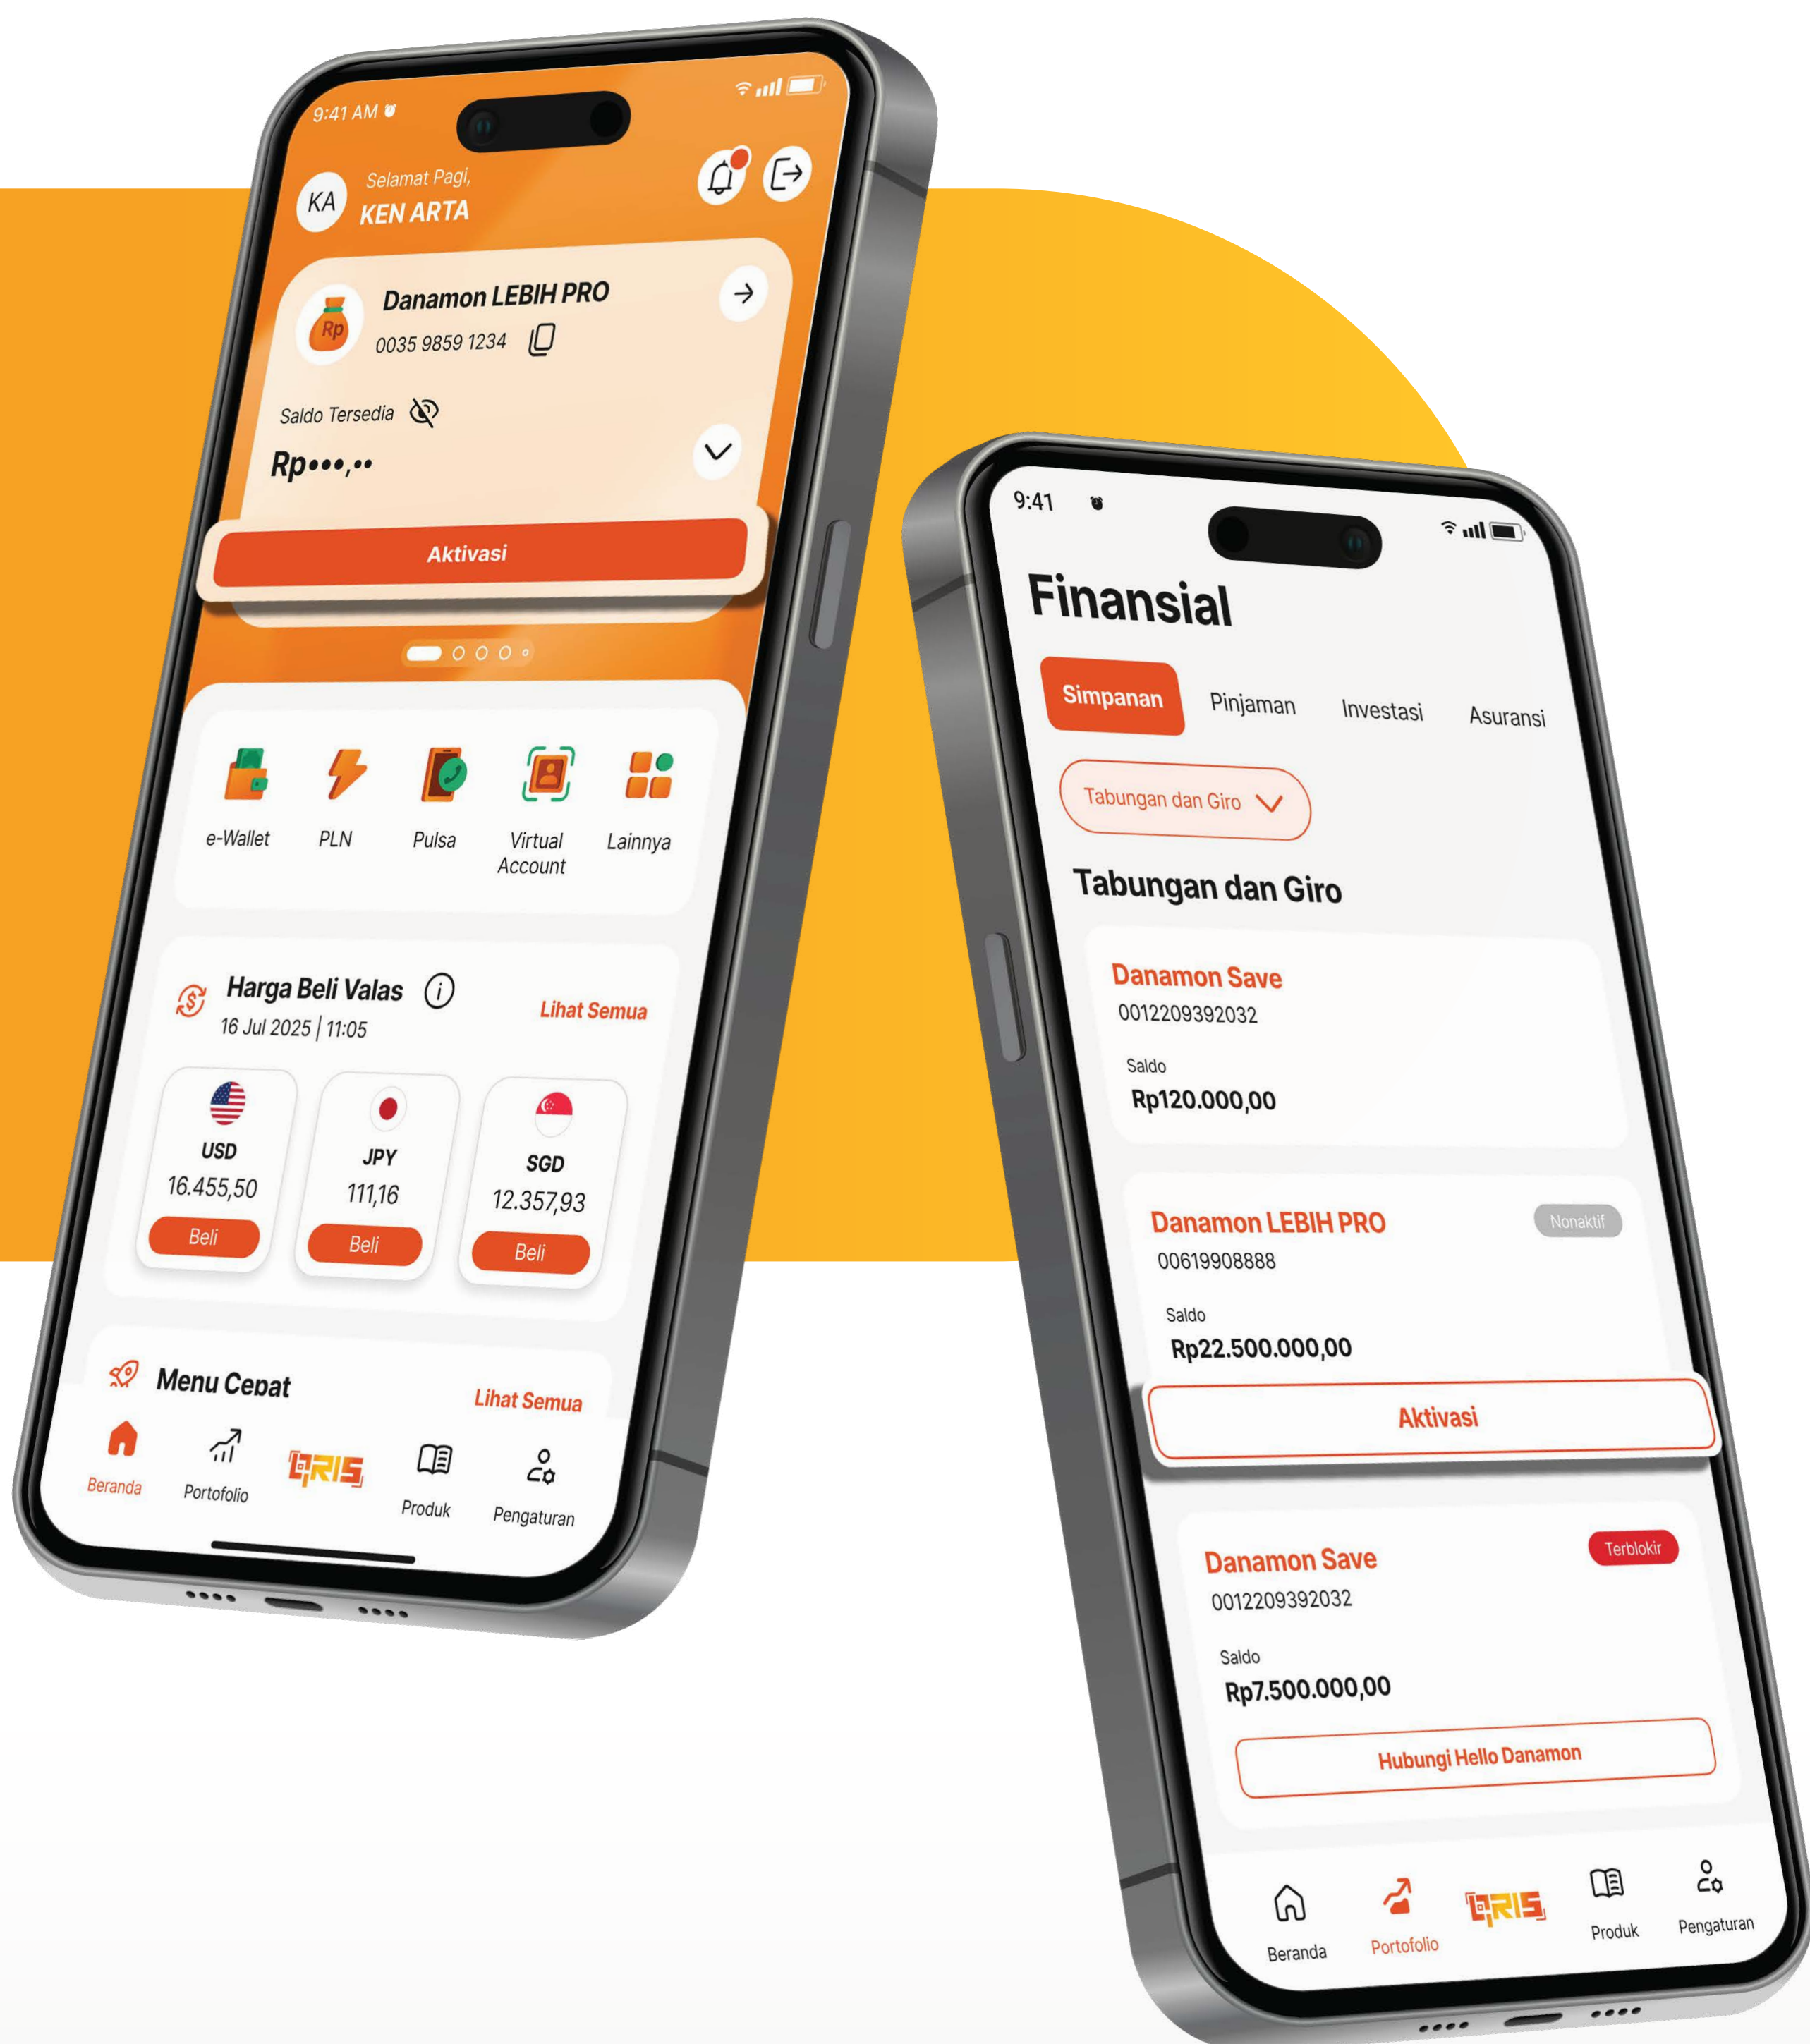 9:41 AM
Selamat Pagi,
KA
KEN ARTA
Danamon LEBIH PRO
Rp
0035 9859 1234
Saldo Tersedia
Rp•••,••
Aktivasi
e-Wallet
PLN
Pulsa
Virtual
Account
Lainnya
Harga Beli Valas
Lihat Semua
16 Jul 2025 | 11:05
USD
16.455,50
Beli
JPY
111,16
Beli
SGD
12.357,93
Beli
Menu Cepat
Lihat Semua
Beranda
Portofolio
QRIS
Produk
Pengaturan
9:41
Finansial
Simpanan
Pinjaman
Investasi
Asuransi
Tabungan dan Giro
Tabungan dan Giro
Danamon Save
0012209392032
Saldo
Rp120.000,00
Danamon LEBIH PRO
Nonaktif
00619908888
Saldo
Rp22.500.000,00
Aktivasi
Danamon Save
Terblokir
0012209392032
Saldo
Rp7.500.000,00
Hubungi Hello Danamon
Beranda
Portofolio
QRIS
Produk
Pengaturan